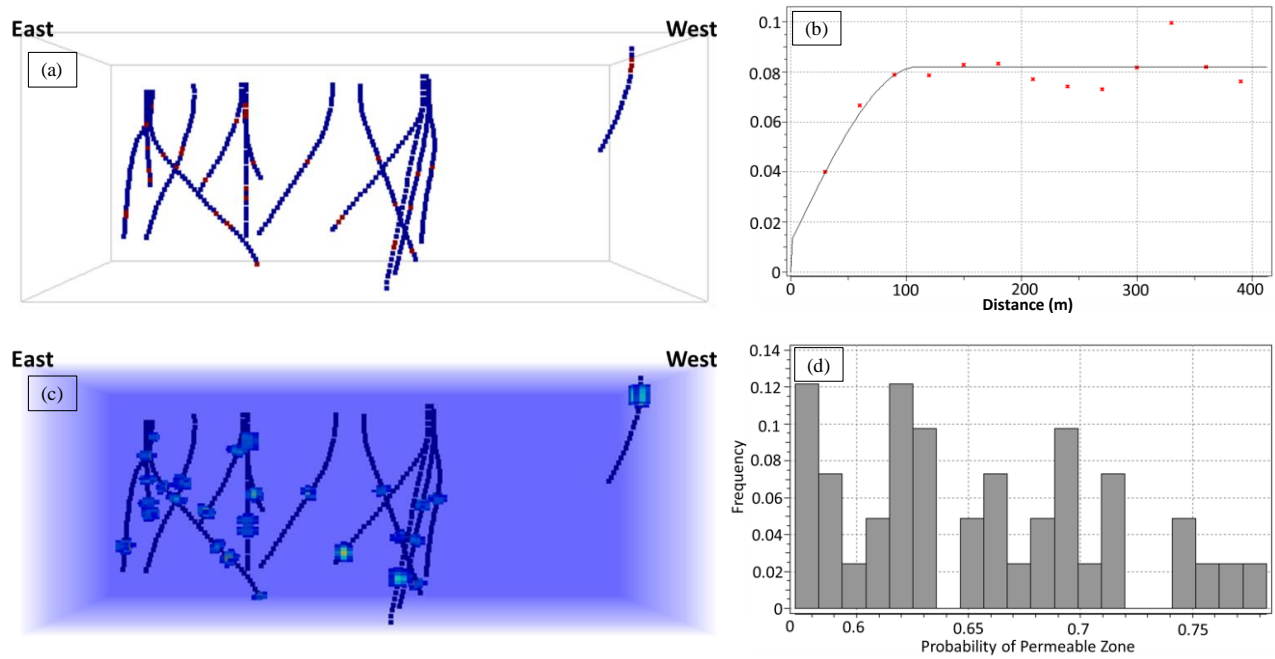 East
West
(a)
(b)
0.1
0.08
0.06
0.04
0.02
0
0
100
200
300
400
Distance (m)
East
West
(c)
(d)
Frequency
0.14
0.12
0.1
0.08
0.06
0.04
0.02
0
0
0.6
0.65
0.7
0.75
Probability of Permeable Zone